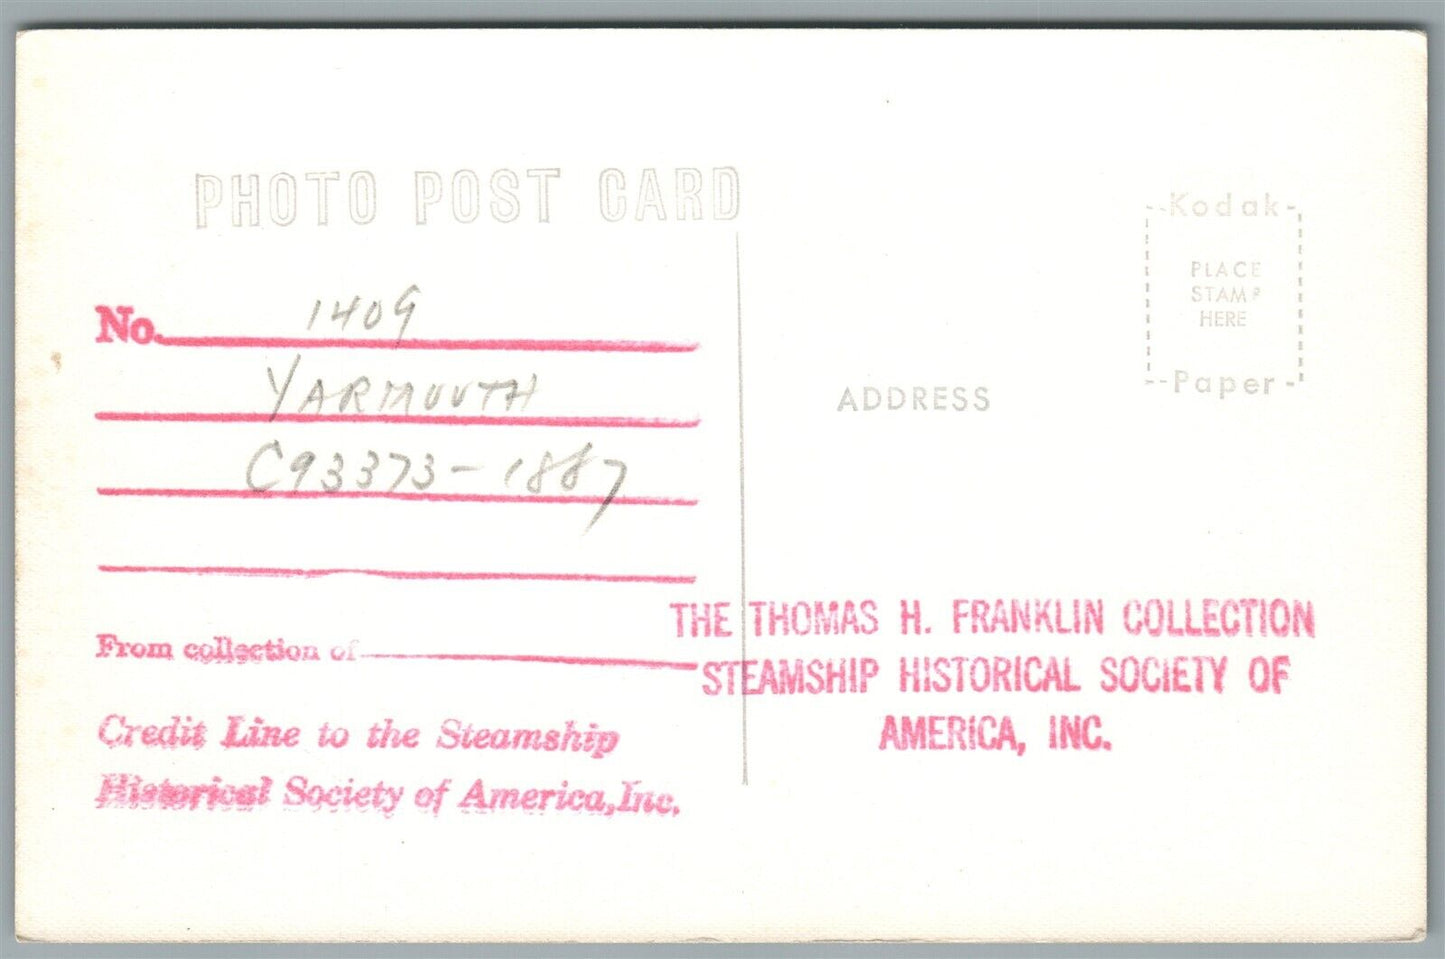 PHOTO POST CARD
No. 1409
YARMOUTH
C93373-1887
From collection of
Credit Line to the Steamship
Historical Society of America, Inc.
Kodak
PLACE
STAMP
HERE
Paper
ADDRESS
THE THOMAS H. FRANKLIN COLLECTION
STEAMSHIP HISTORICAL SOCIETY OF
AMERICA, INC.